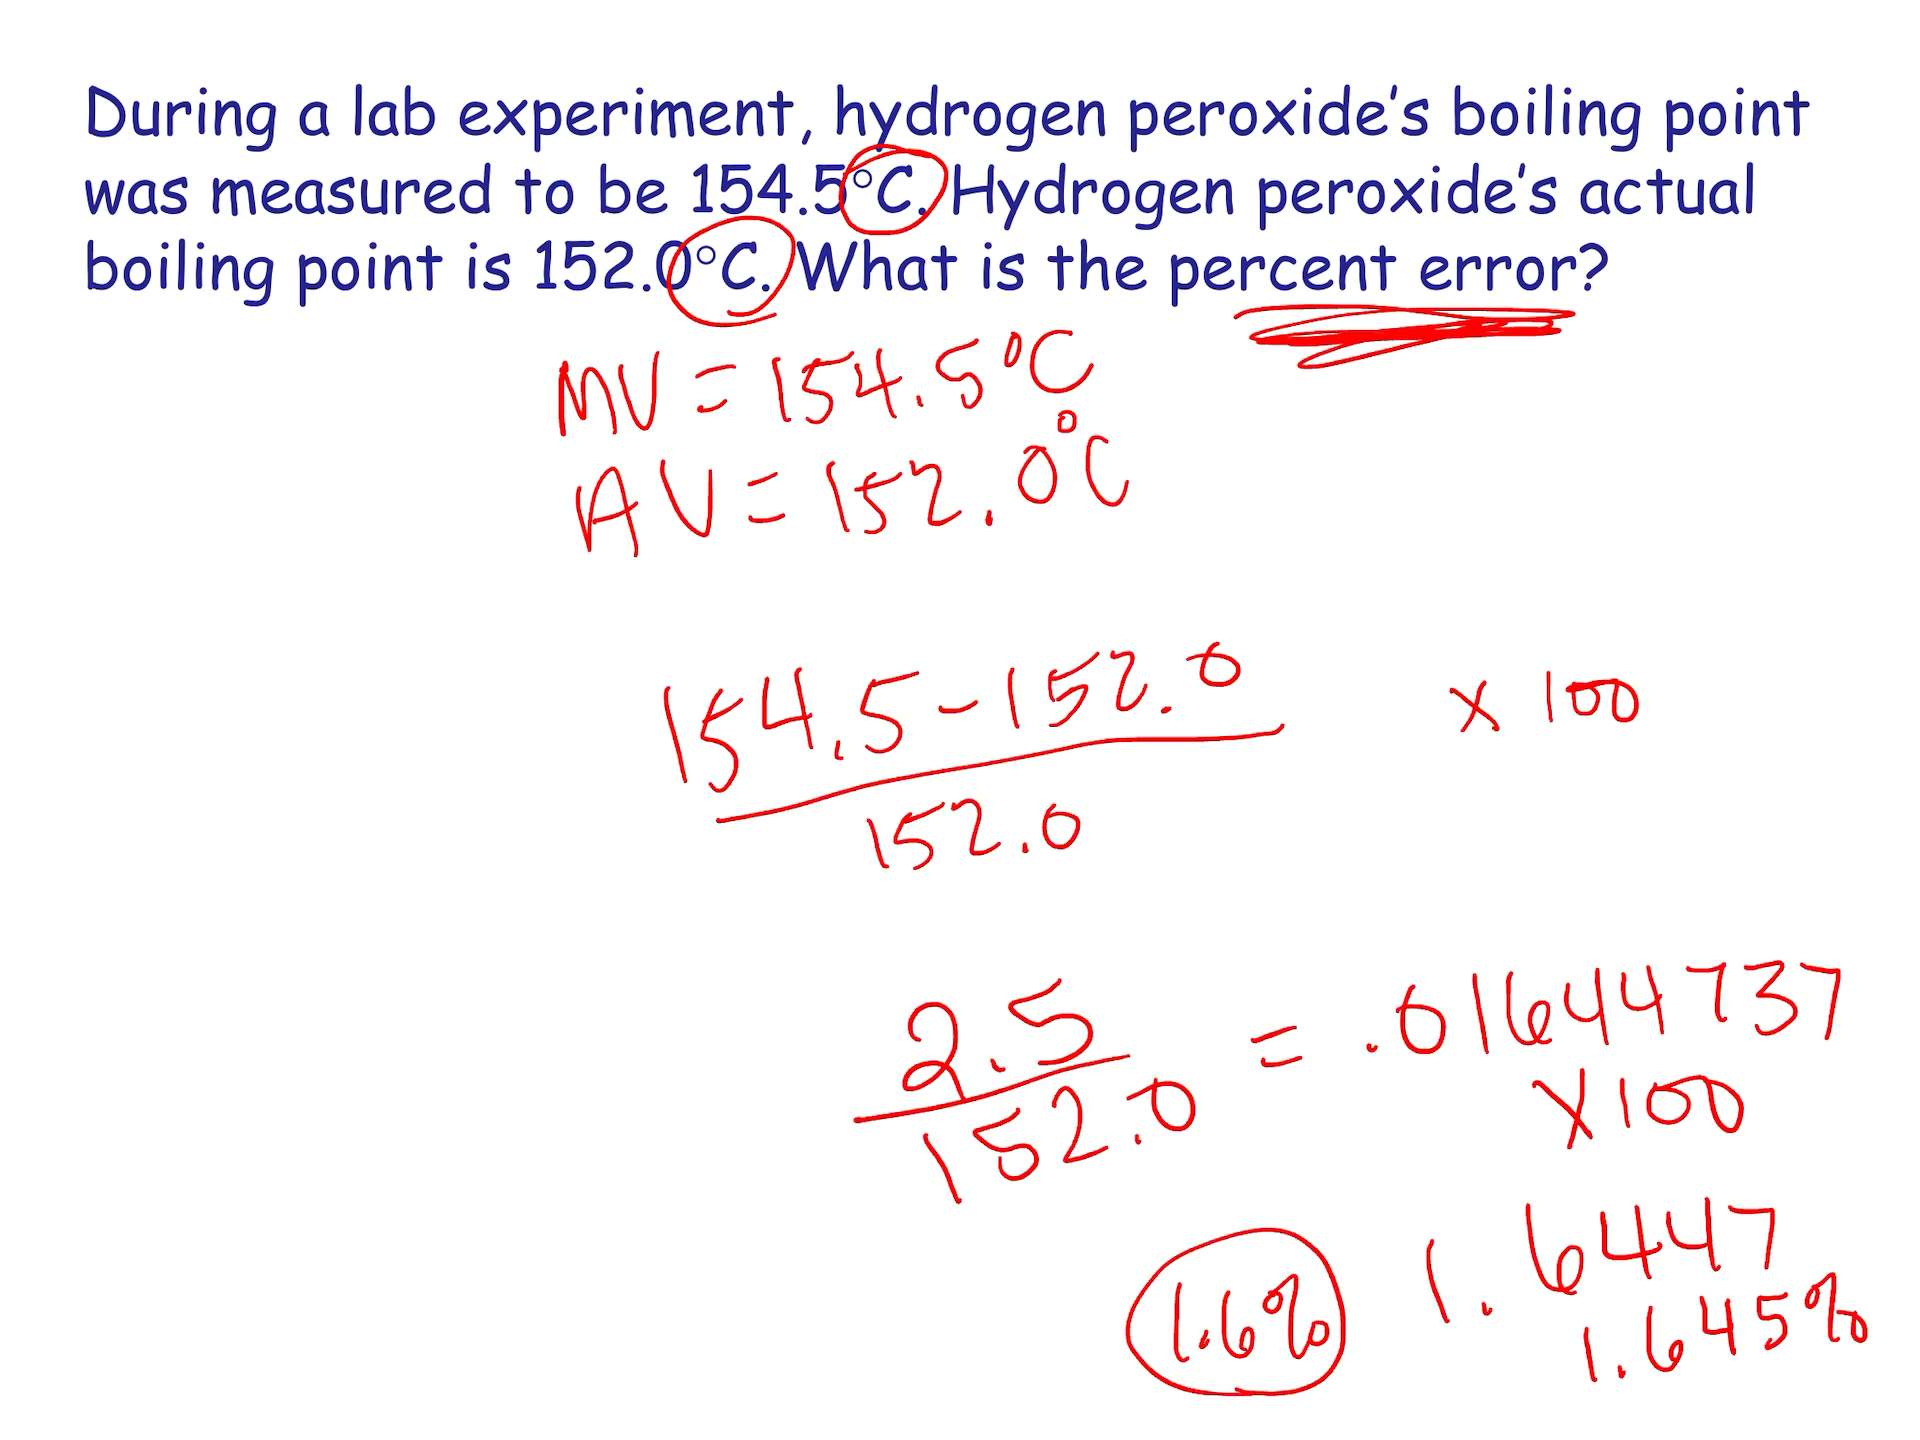 During a lab experiment, hydrogen peroxide's boiling point
was measured to be 154.5°C. Hydrogen peroxide's actual
boiling point is 152.0°C. What is the percent error?
MV = 154.5°C
AV = 152.0°C
154.5 - 152.0 x 100
152.0
2.5 = .01644737
152.0 x100
1.6447
1.6% 1.645%